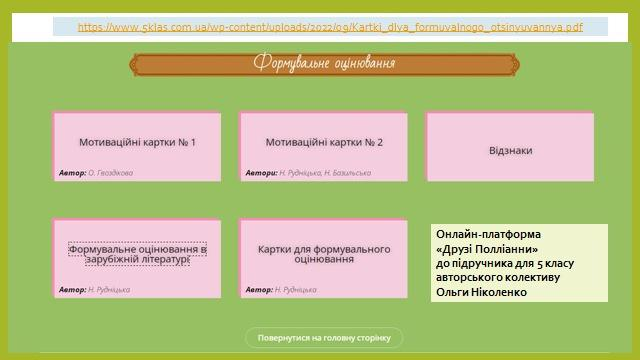 https://www.5klas.com.ua/wp-content/uploads/2022/09/Kartki_dlya_formuvalnogo_otsinyuvannya.pdf
Формувальне оцінювання
Мотиваційні картки № 1
Автор: О. Гвоздікова
Мотиваційні картки № 2
Автори: Н. Рудніцька, Н. Базильська
Відзнаки
Формувальне оцінювання в
зарубіжній літературі
Автор: Н. Рудніцька
Картки для формувального
оцінювання
Автор: Н. Рудніцька
Онлайн-платформа
«Друзі Полліанни»
до підручника для 5 класу
авторського колективу
Ольги Ніколенко
Повернутися на головну сторінку